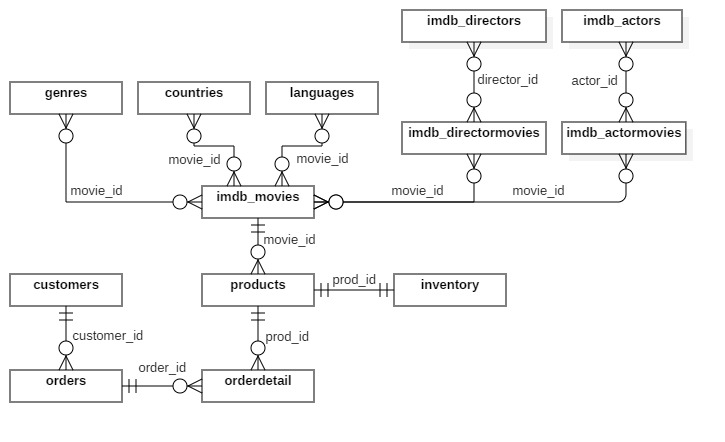 imdb_directors
imdb_actors
director_id
actor_id
genres
countries
languages
imdb_directormovies
imdb_actormovies
movie_id
movie_id
movie_id
movie_id
movie_id
imdb_movies
movie_id
customers
products
prod_id
inventory
customer_id
prod_id
order_id
orders
orderdetail